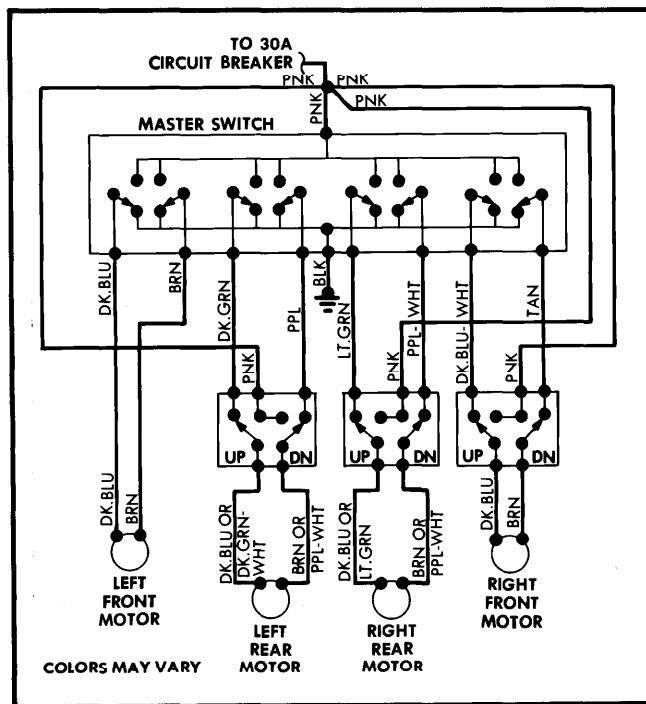 TO 30A
CIRCUIT BREAKER
PNK
PNK
PNK
PNK
MASTER SWITCH
DK.BLU
BRN
DK.GRN
PPL
BLK
LT.GRN
PPL-WHT
DK.BLU-WHT
TAN
PNK
PNK
PNK
UP DN
UP DN
UP DN
DK.BLU
BRN
DK.BLU OR
DK.GRN-
WHT
BRN OR
PPL-WHT
DK.BLU OR
LT.GRN
BRN OR
PPL-WHT
DK.BLU
BRN
LEFT
FRONT
MOTOR
LEFT
REAR
MOTOR
RIGHT
REAR
MOTOR
RIGHT
FRONT
MOTOR
COLORS MAY VARY